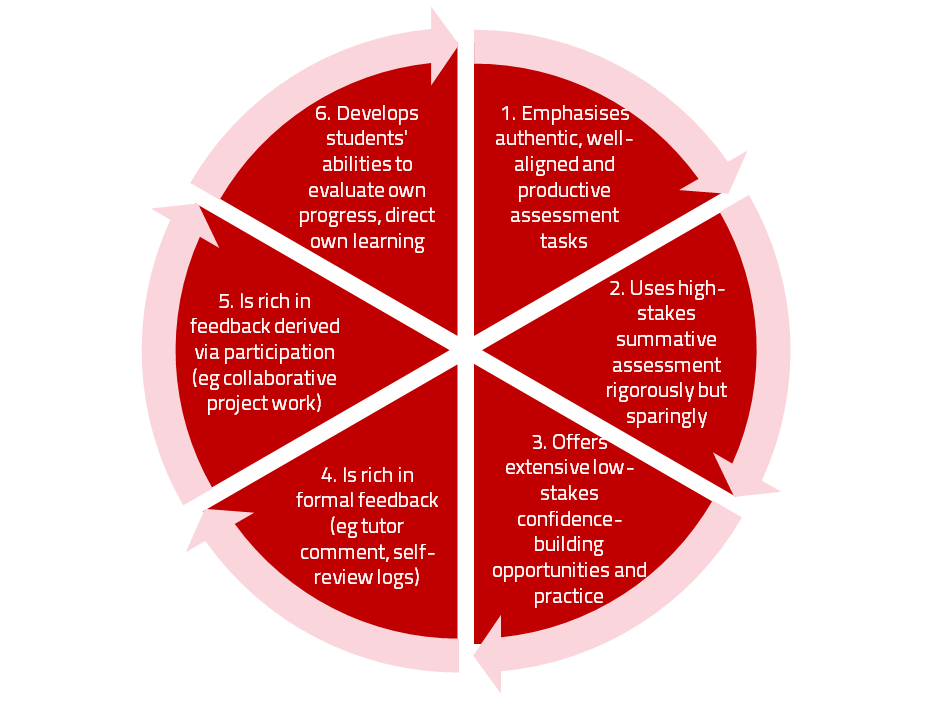 1. Emphasises
authentic, well-
aligned and
productive
assessment
tasks
2. Uses high-
stakes
summative
assessment
rigorously but
sparingly
3. Offers
extensive low-
stakes
confidence-
building
opportunities and
practice
4. Is rich in
formal feedback
(eg tutor
comment, self-
review logs)
5. Is rich in
feedback derived
via participation
(eg collaborative
project work)
6. Develops
students'
abilities to
evaluate own
progress, direct
own learning